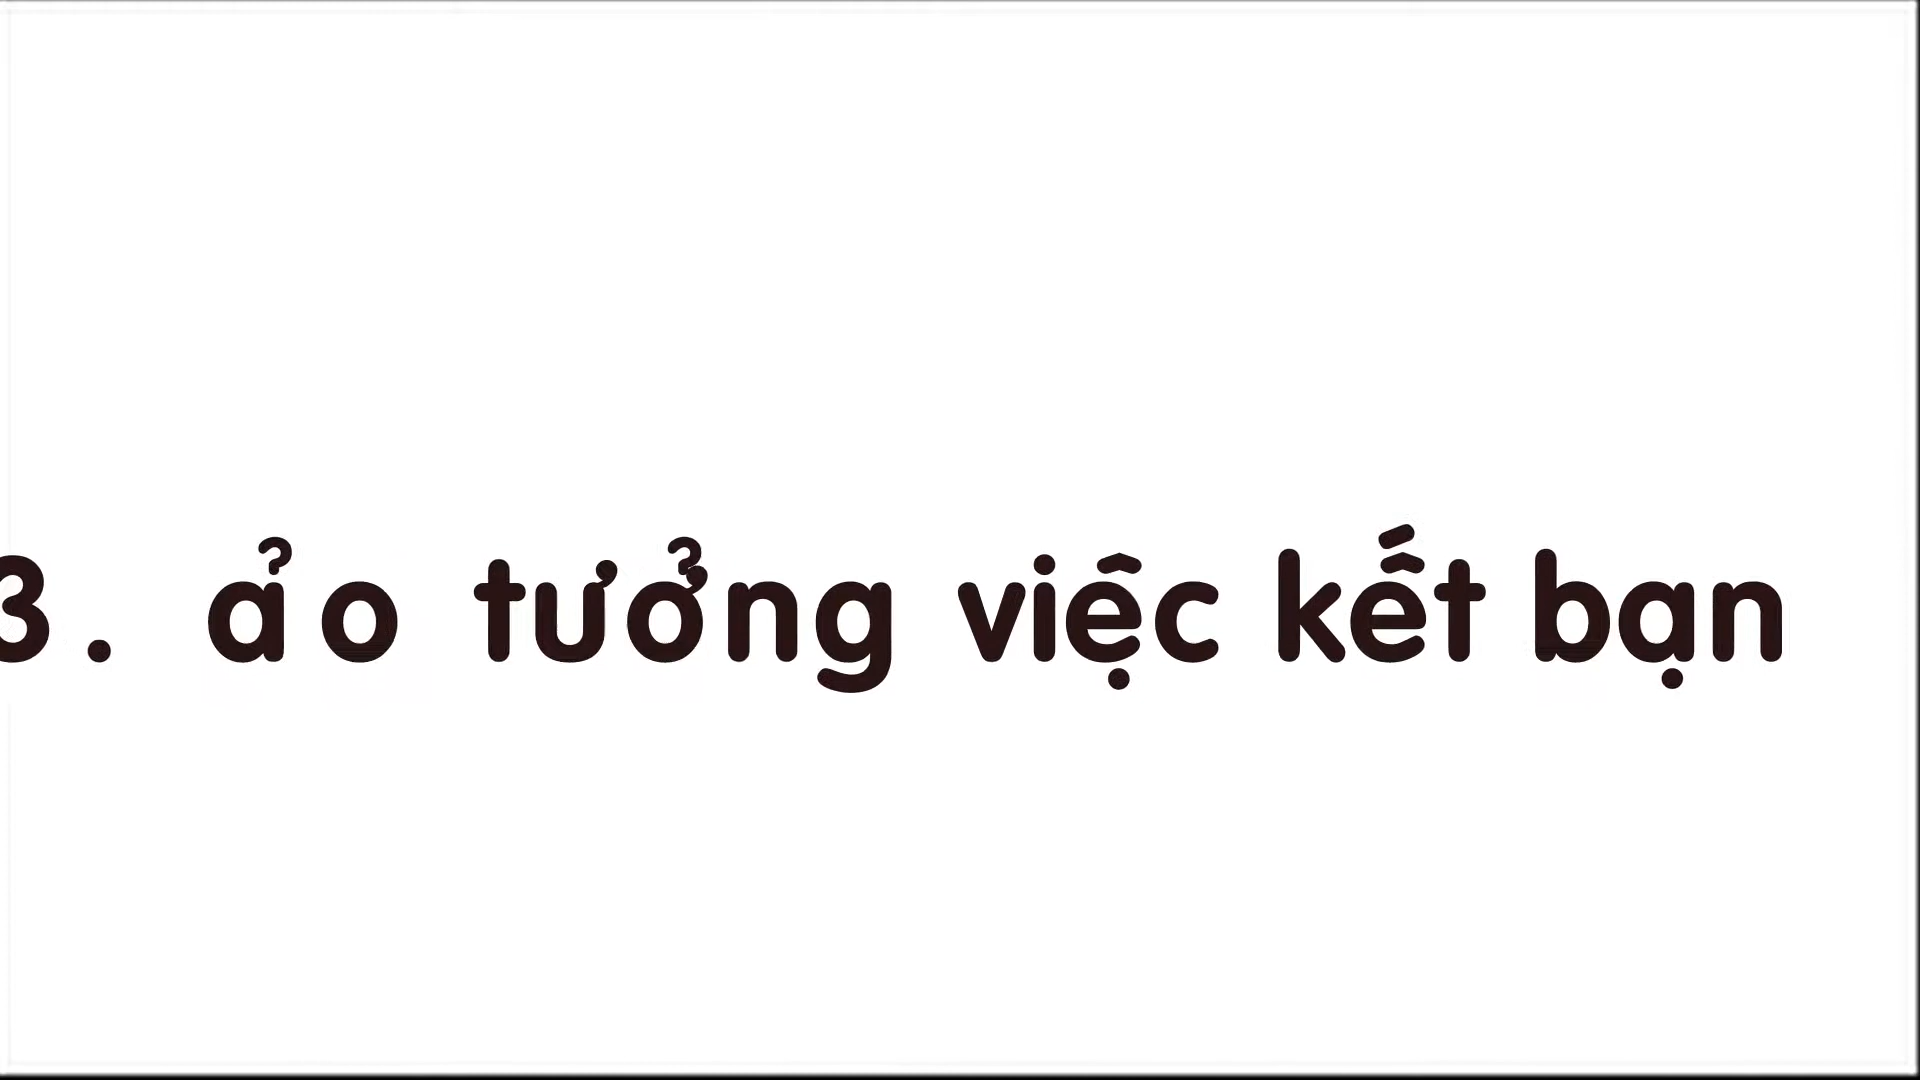 3. ảo tưởng việc kết bạn